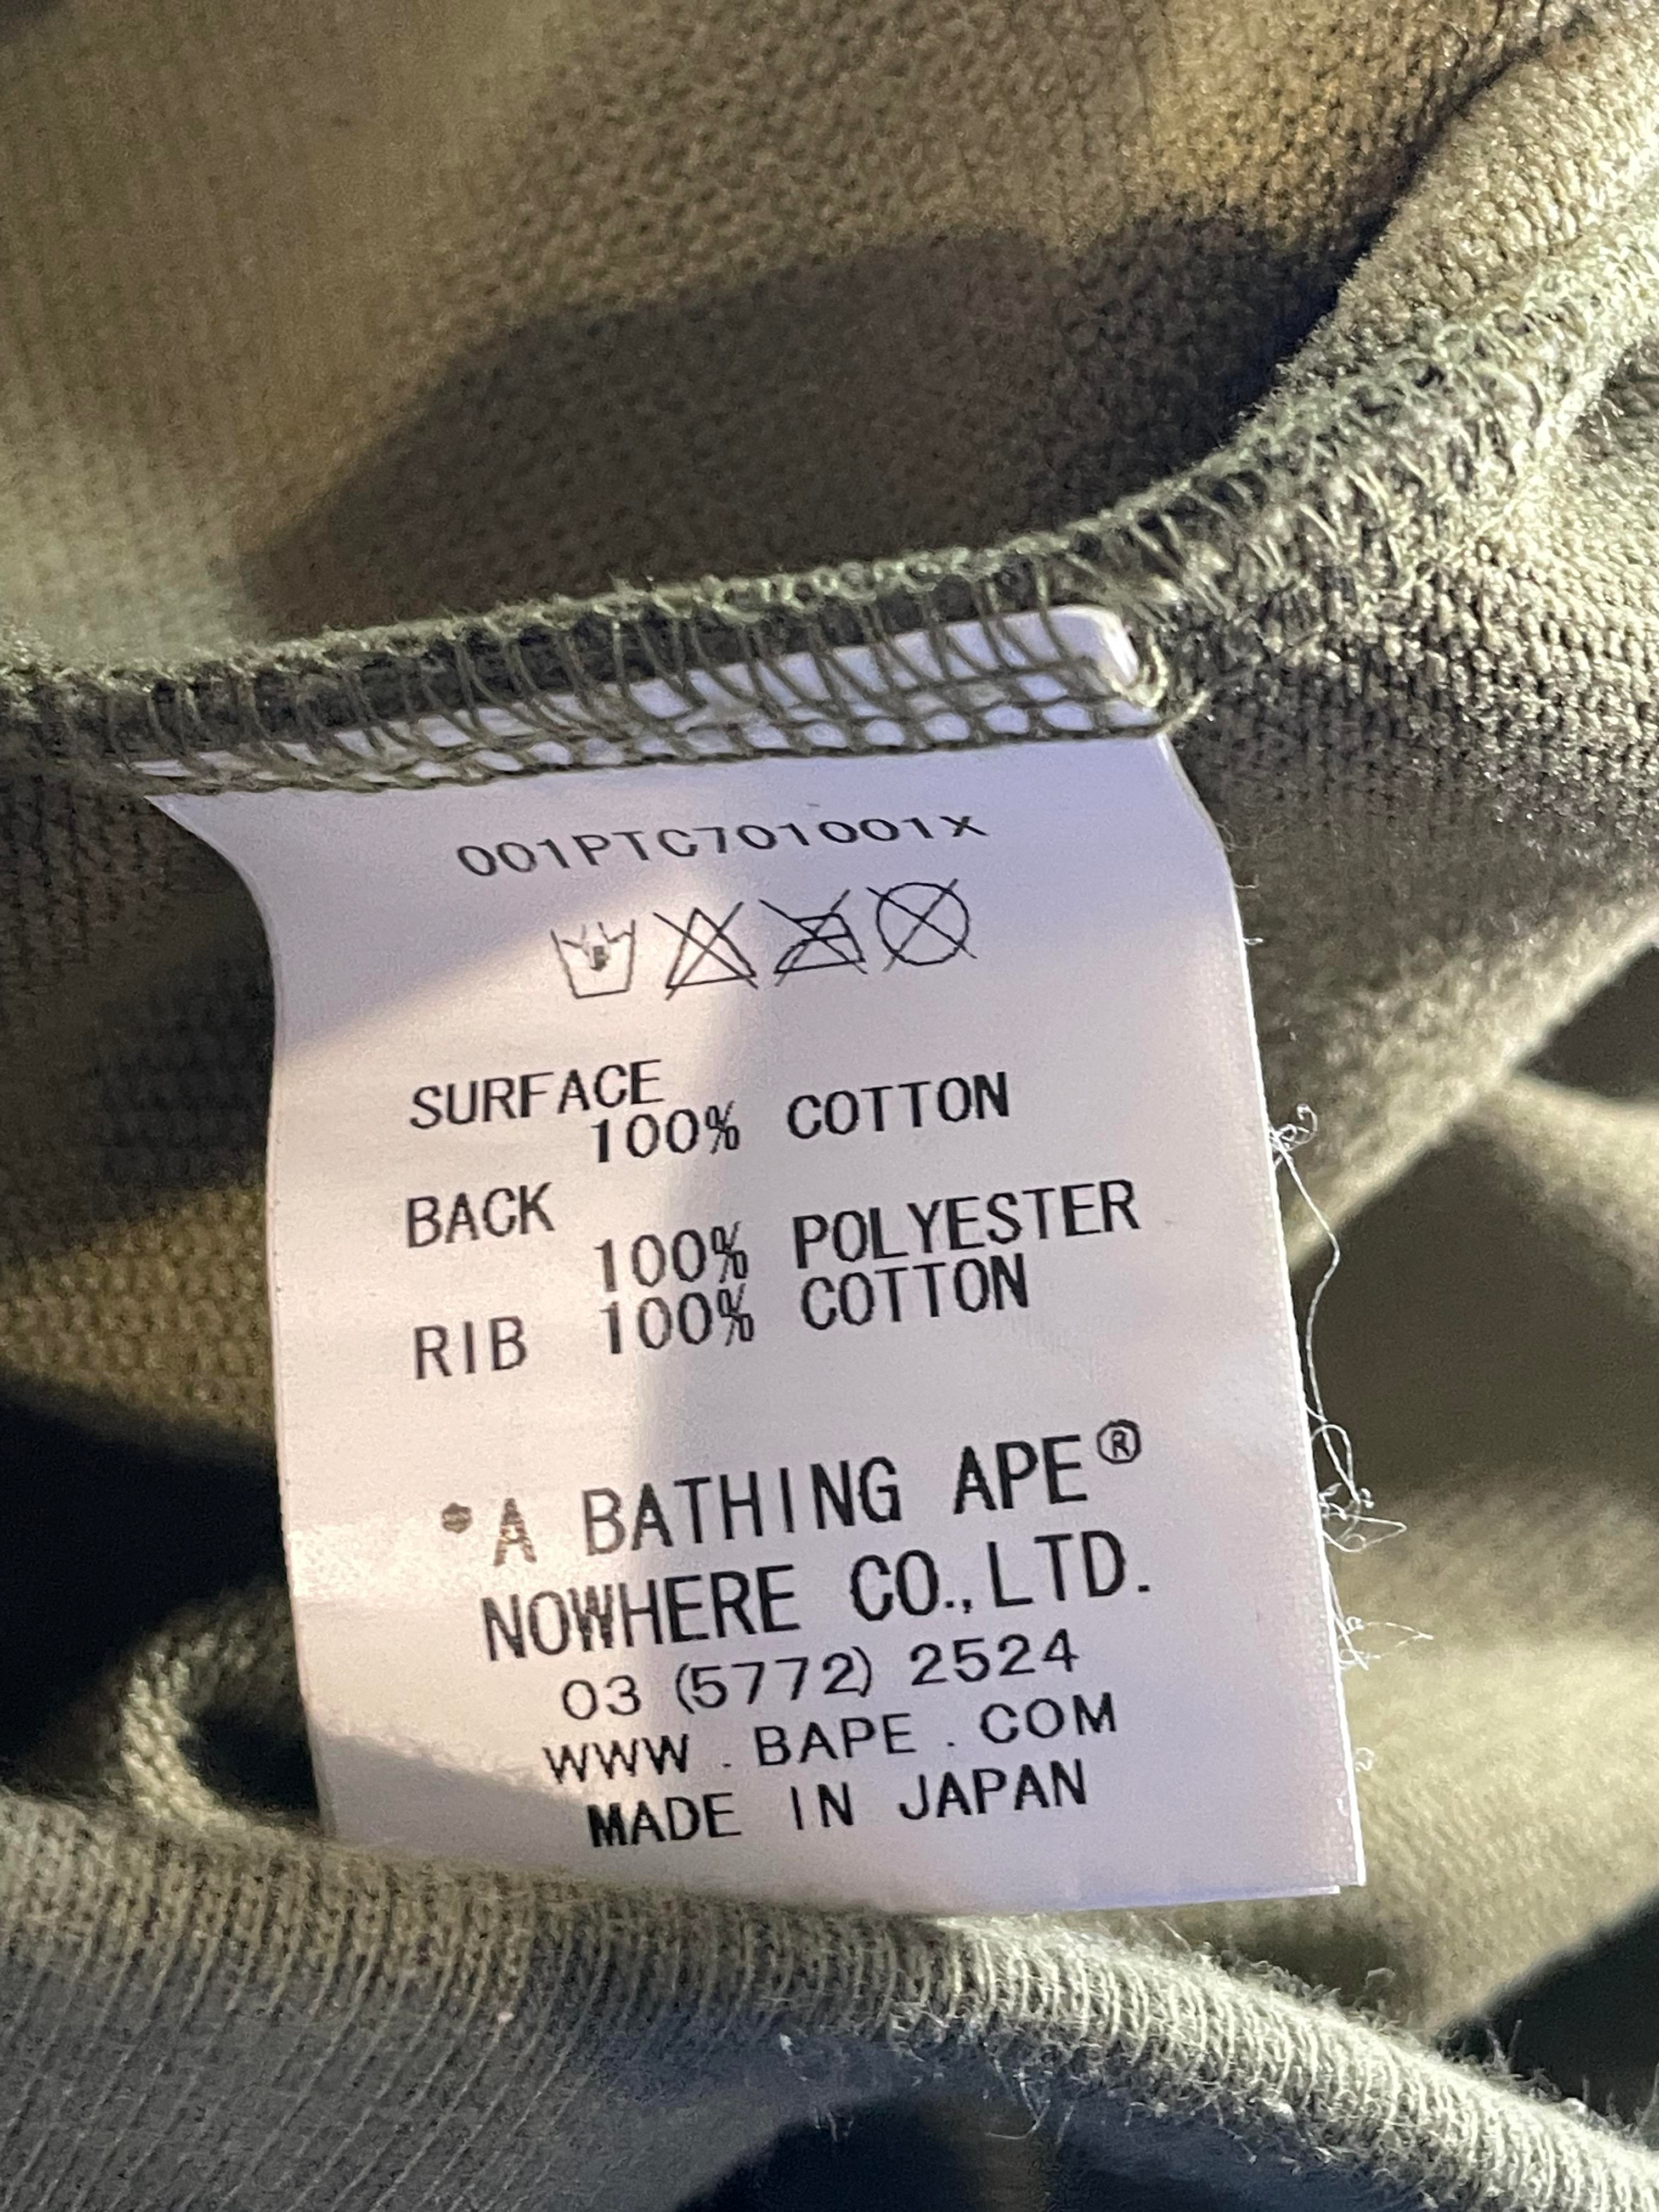 001PTC701001X
SURFACE
100% COTTON
BACK
100% POLYESTER
RIB 100% COTTON
"A BATHING APE®
NOWHERE CO.,LTD.
03 (5772) 2524
WWW.BAPE.COM
MADE IN JAPAN